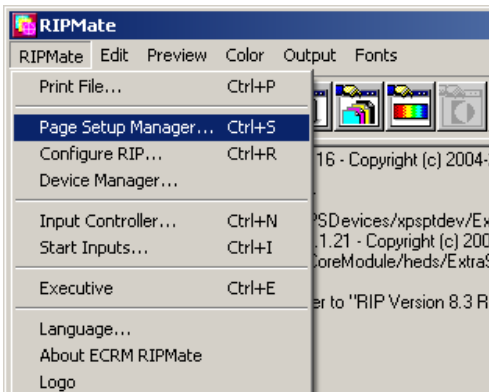 RIPMate
RIPMate Edit Preview Color Output Fonts
Print File... Ctrl+P
Page Setup Manager... Ctrl+S
Configure RIP... Ctrl+R
16 - Copyright (c) 2004-
Device Manager...
Input Controller... Ctrl+N
PSDevices/xpsptdev/Ex
Start Inputs... Ctrl+I
.1.21 - Copyright (c) 200
CoreModule/heds/ExtraS
Executive Ctrl+E
er to "RIP Version 8.3 R
Language...
About ECRM RIPMate
Logo